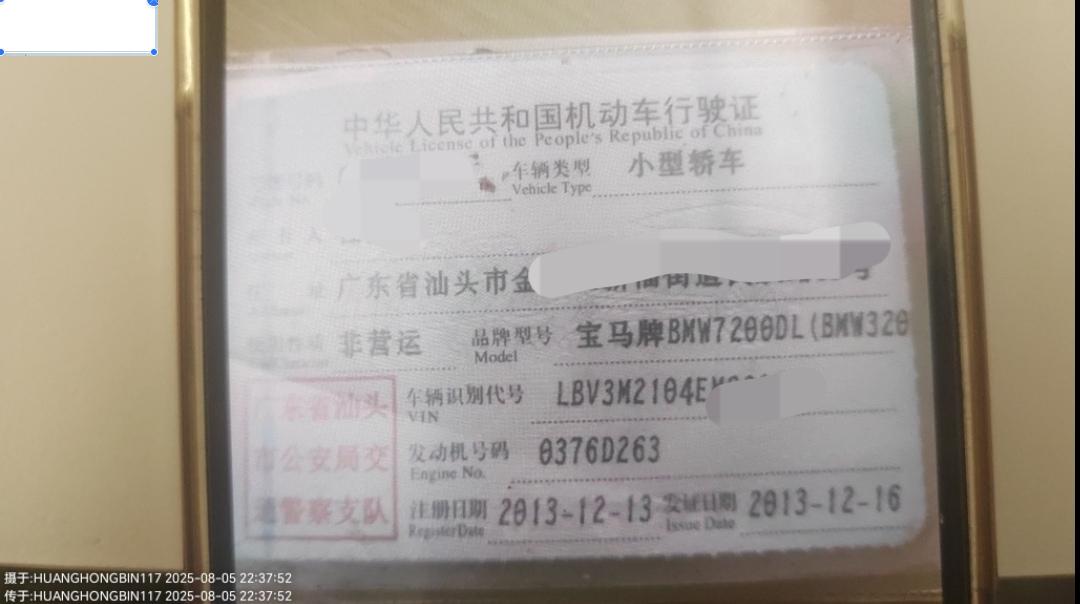 中华人民共和国机动车行驶证
Vehicle License of the People's Republic of China
车辆类型 小型轿车
Vehicle Type
广东省汕头市金
街道
非营运 品牌型号 宝马牌BMW7200DL(BMW320
Model
车辆识别代号 LBV3M2104E
VIN
广东省汕头
市公安局交
通警察支队
发动机号码 0376D263
Engine No.
注册日期 2013-12-13 发证日期 2013-12-16
Register Date Issue Date
摄于:HUANGHONGBIN117 2025-08-05 22:37:52
传于:HUANGHONGBIN117 2025-08-05 22:37:52